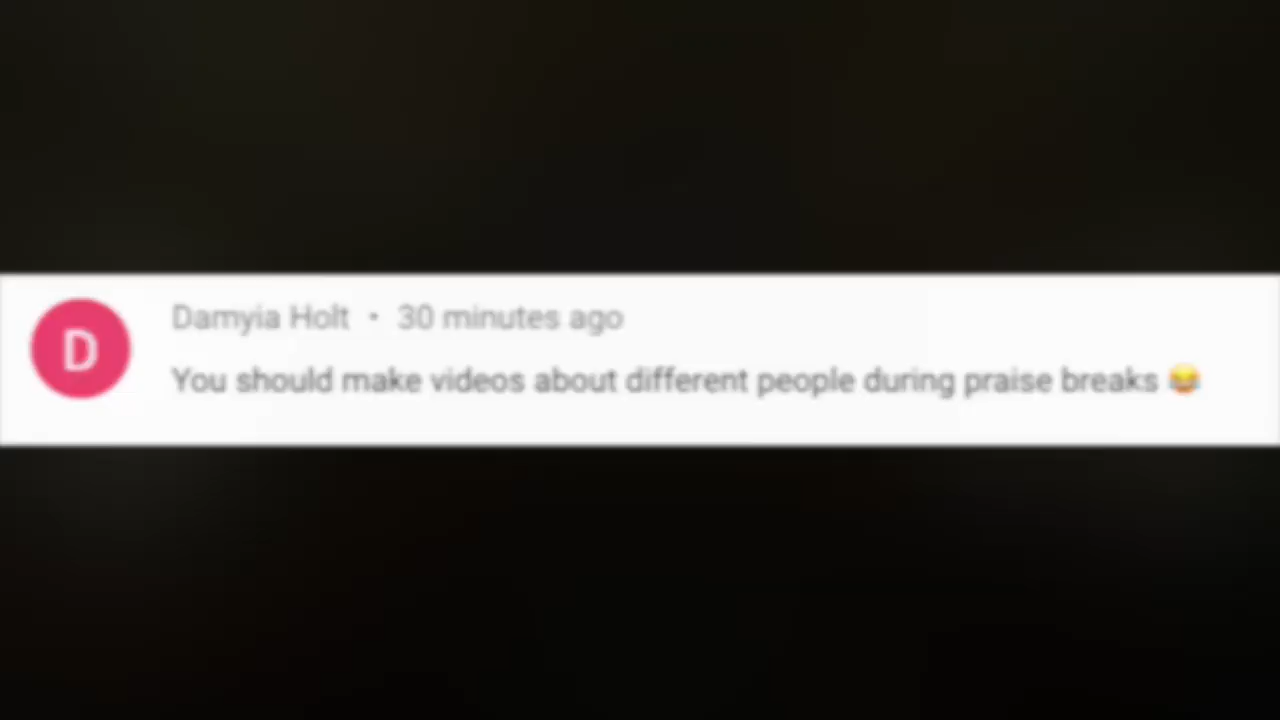 D
Damyia Holt • 30 minutes ago
You should make videos about different people during praise breaks 😂